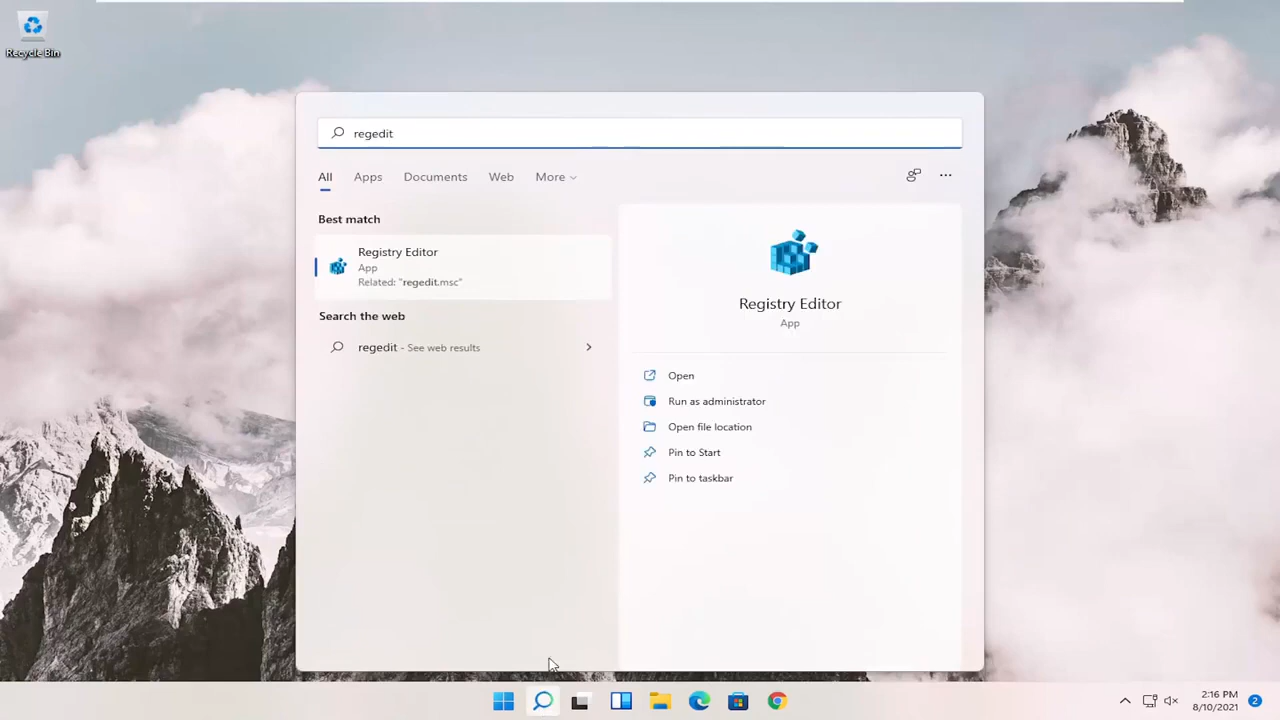 Recycle Bin
regedit
All Apps Documents Web More
Best match
Registry Editor
App
Related: "regedit.msc"
Search the web
regedit - See web results
Registry Editor
App
Open
Run as administrator
Open file location
Pin to Start
Pin to taskbar
2:16 PM
8/10/2021
2